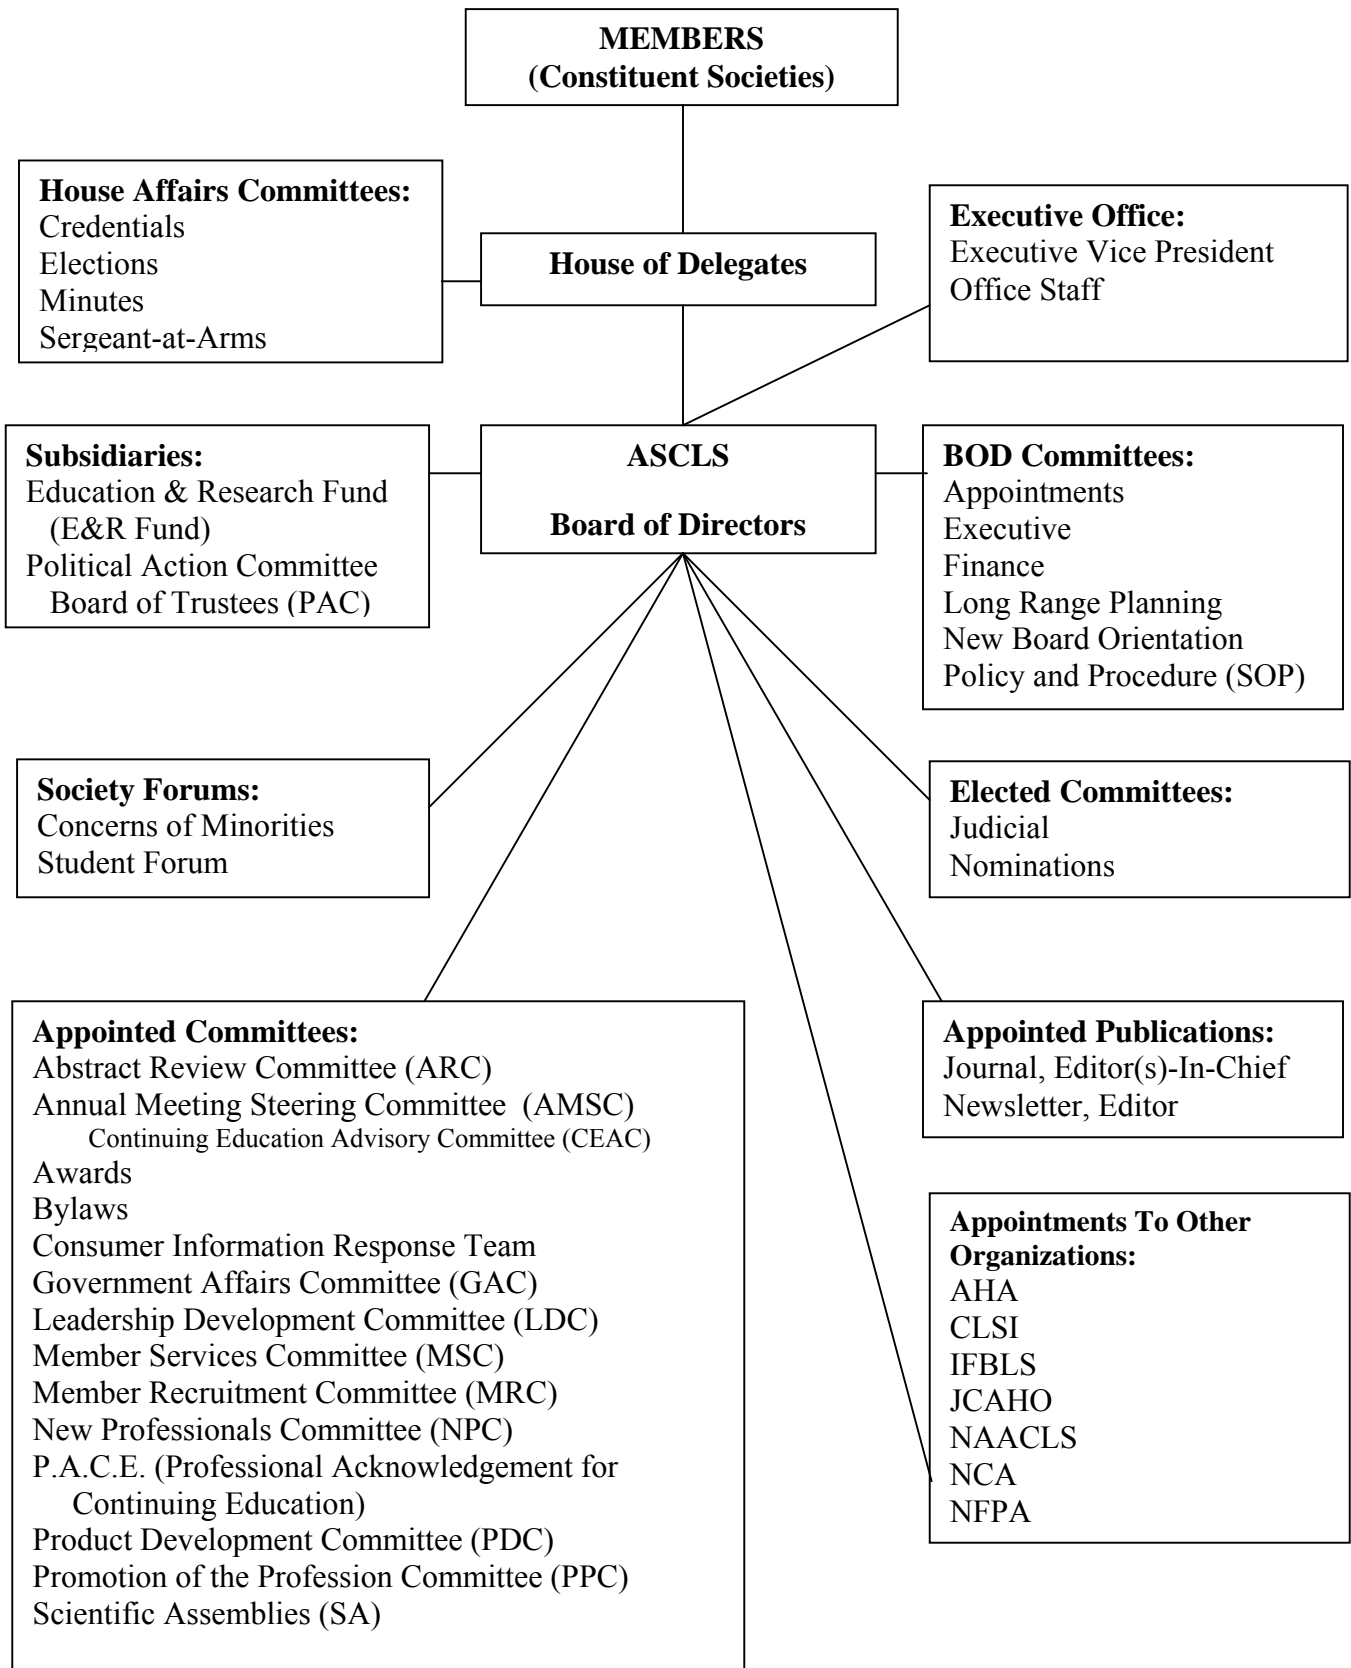 MEMBERS
(Constituent Societies)
House Affairs Committees:
Credentials
Elections
Minutes
Sergeant-at-Arms
House of Delegates
Executive Office:
Executive Vice President
Office Staff
Subsidiaries:
Education & Research Fund
(E&R Fund)
Political Action Committee
Board of Trustees (PAC)
ASCLS
Board of Directors
BOD Committees:
Appointments
Executive
Finance
Long Range Planning
New Board Orientation
Policy and Procedure (SOP)
Society Forums:
Concerns of Minorities
Student Forum
Elected Committees:
Judicial
Nominations
Appointed Committees:
Abstract Review Committee (ARC)
Annual Meeting Steering Committee (AMSC)
Continuing Education Advisory Committee (CEAC)
Awards
Bylaws
Consumer Information Response Team
Government Affairs Committee (GAC)
Leadership Development Committee (LDC)
Member Services Committee (MSC)
Member Recruitment Committee (MRC)
New Professionals Committee (NPC)
P.A.C.E. (Professional Acknowledgement for
Continuing Education)
Product Development Committee (PDC)
Promotion of the Profession Committee (PPC)
Scientific Assemblies (SA)
Appointed Publications:
Journal, Editor(s)-In-Chief
Newsletter, Editor
Appointments To Other
Organizations:
AHA
CLSI
IFBLS
JCAHO
NAACLS
NCA
NFPA